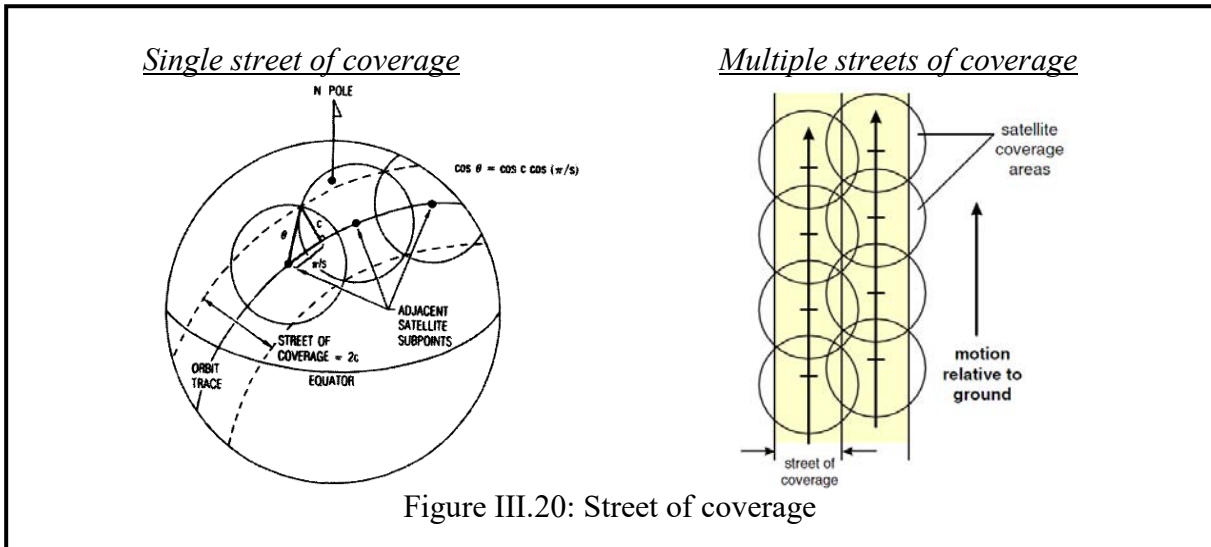 Single street of coverage
N POLE
cos θ = cos c cos (π/s)
θ
c
π/s
ADJACENT
SATELLITE
SUBPOINTS
STREET OF
COVERAGE = 2c
ORBIT
TRACE
EQUATOR
Multiple streets of coverage
satellite
coverage
areas
motion
relative to
ground
street of
coverage
Figure III.20: Street of coverage